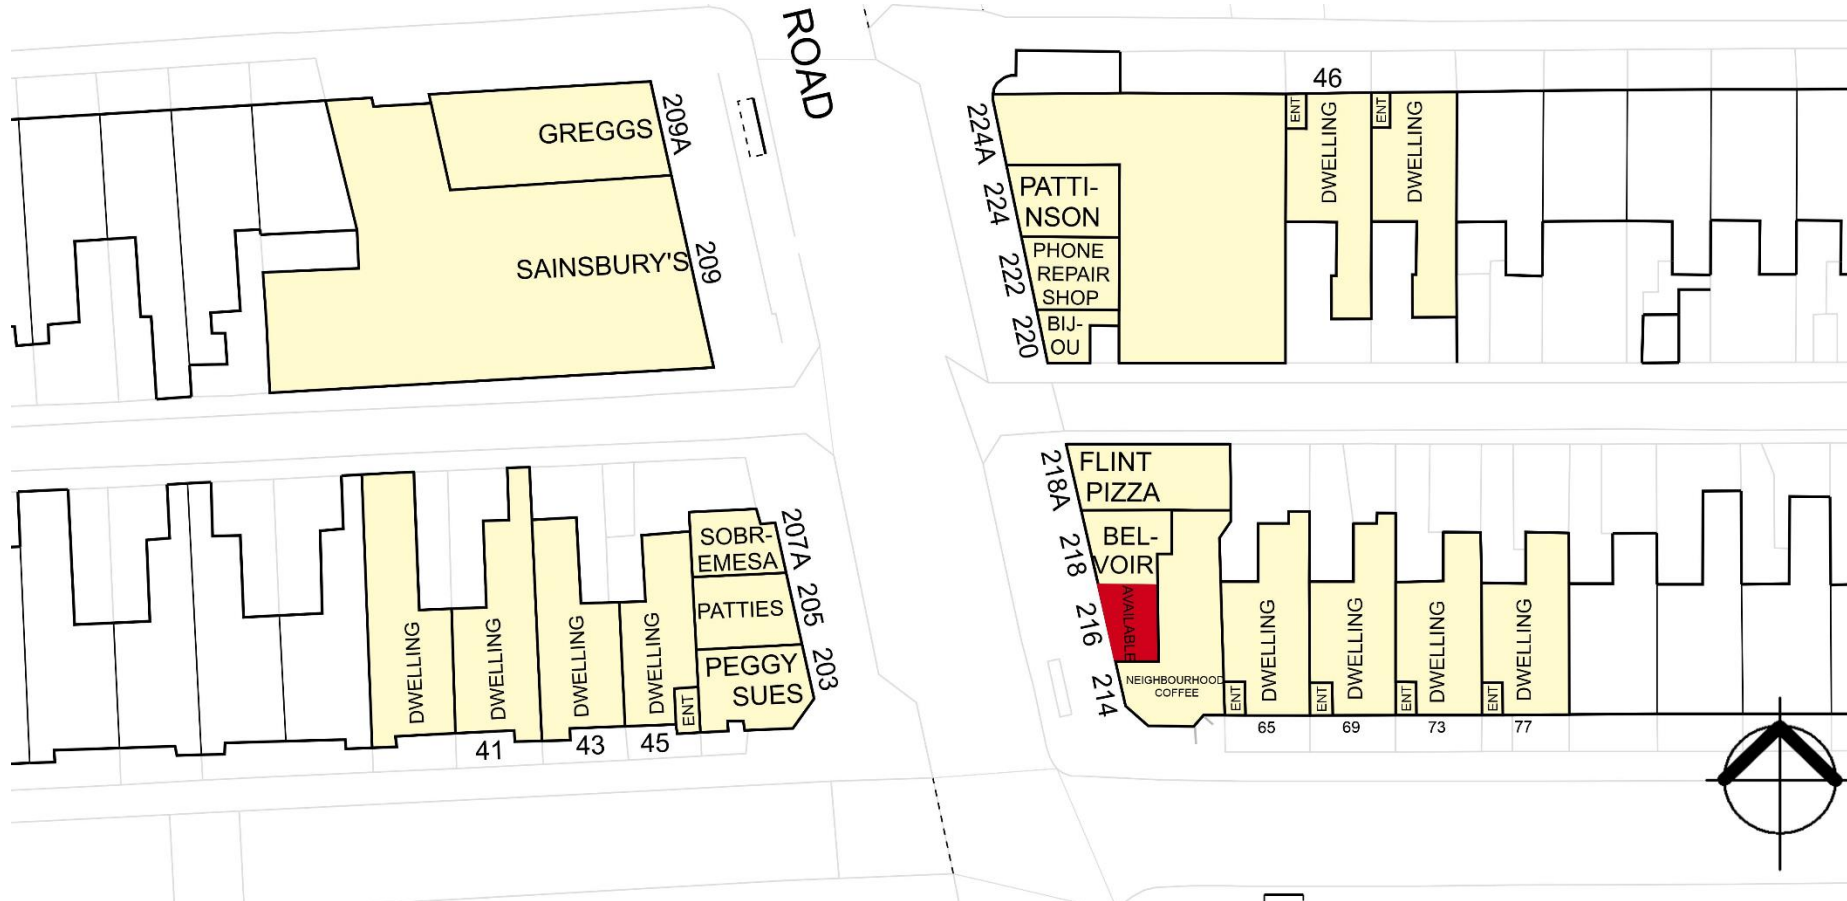 ROAD
46
GREGGS
209A
SAINSBURY'S
209
224A
PATTI-
NSON
224
PHONE
REPAIR
SHOP
222
BIJ-
OU
220
ENT
DWELLING
ENT
DWELLING
SOBR-
EMESA
207A
PATTIES
205
PEGGY
SUES
203
DWELLING
DWELLING
DWELLING
DWELLING
ENT
41
43
45
FLINT
PIZZA
218A
BEL-
VOIR
218
AVAILABLE
216
NEIGHBOURHOOD
COFFEE
214
ENT
DWELLING
ENT
DWELLING
ENT
DWELLING
ENT
DWELLING
65
69
73
77